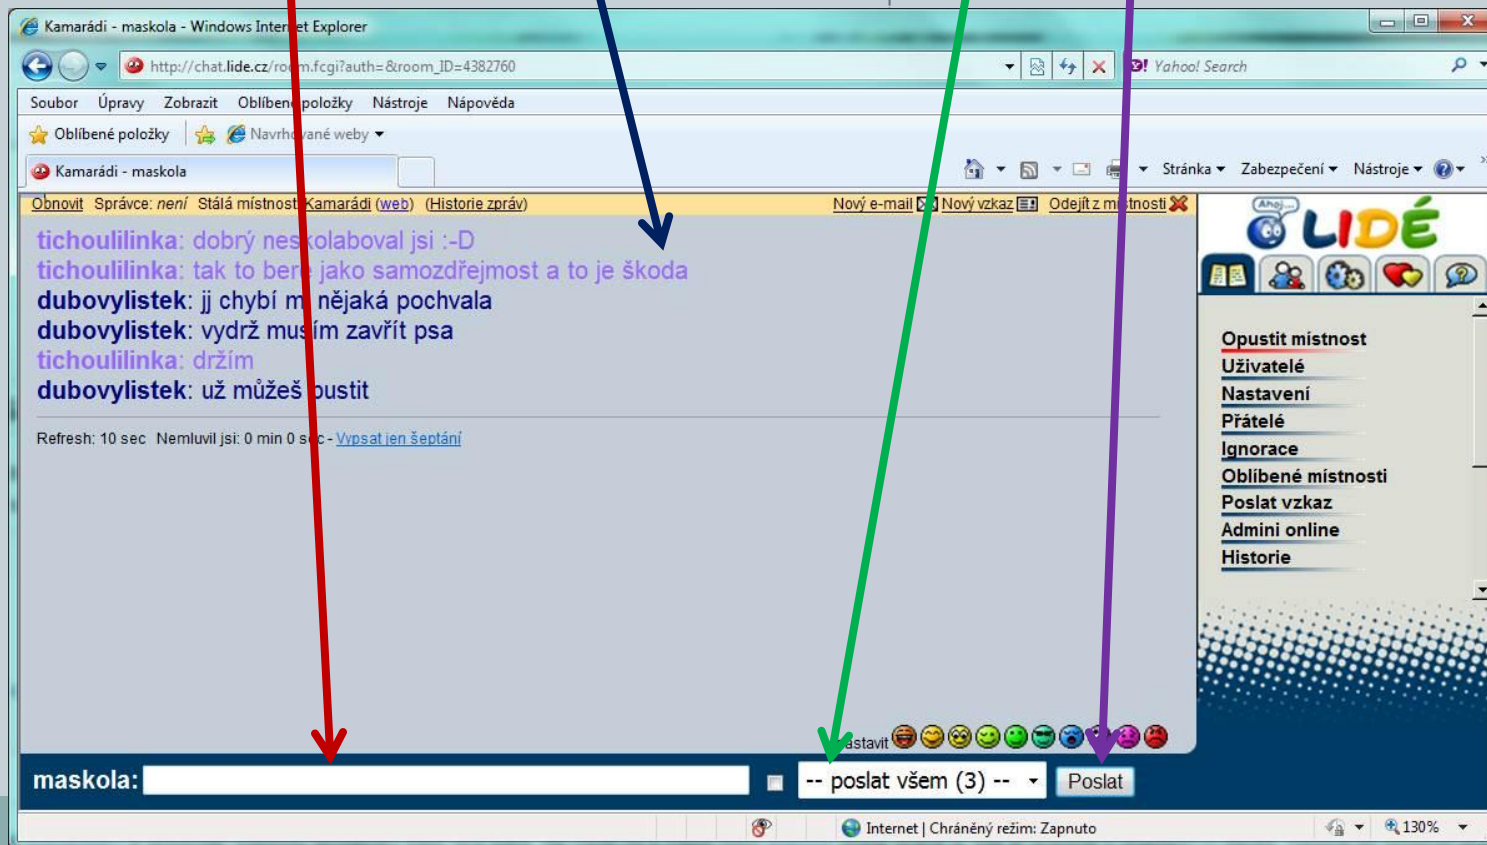 Kamarádi - maskola - Windows Internet Explorer
http://chat.lide.cz/room.fcgi?auth=&room_ID=4382760
Yahoo! Search
Soubor Úpravy Zobrazit Oblíbené položky Nástroje Nápověda
Oblíbené položky Navrhované weby
Kamarádi - maskola
Stránka Zabezpečení Nástroje
Obnovit Správce: není Stálá místnost Kamarádi (web) (Historie zpráv) Nový e-mail Nový vzkaz Odejít z místnosti
Ahoj...
LIDÉ
tichoulilinka: dobrý neskolaboval jsi :-D
tichoulilinka: tak to bere jako samozdřejmost a to je škoda
dubovylistek: jj chybí mi nějaká pochvala
dubovylistek: vydrž musím zavřít psa
tichoulilinka: držím
dubovylistek: už můžeš pustit
Refresh: 10 sec Nemluvil jsi: 0 min 0 sec - Vypsat jen šeptání
Opustit místnost
Uživatelé
Nastavení
Přátelé
Ignorace
Oblíbené místnosti
Poslat vzkaz
Admini online
Historie
nastavit
maskola: -- poslat všem (3) -- Poslat
Internet | Chráněný režim: Zapnuto 130%